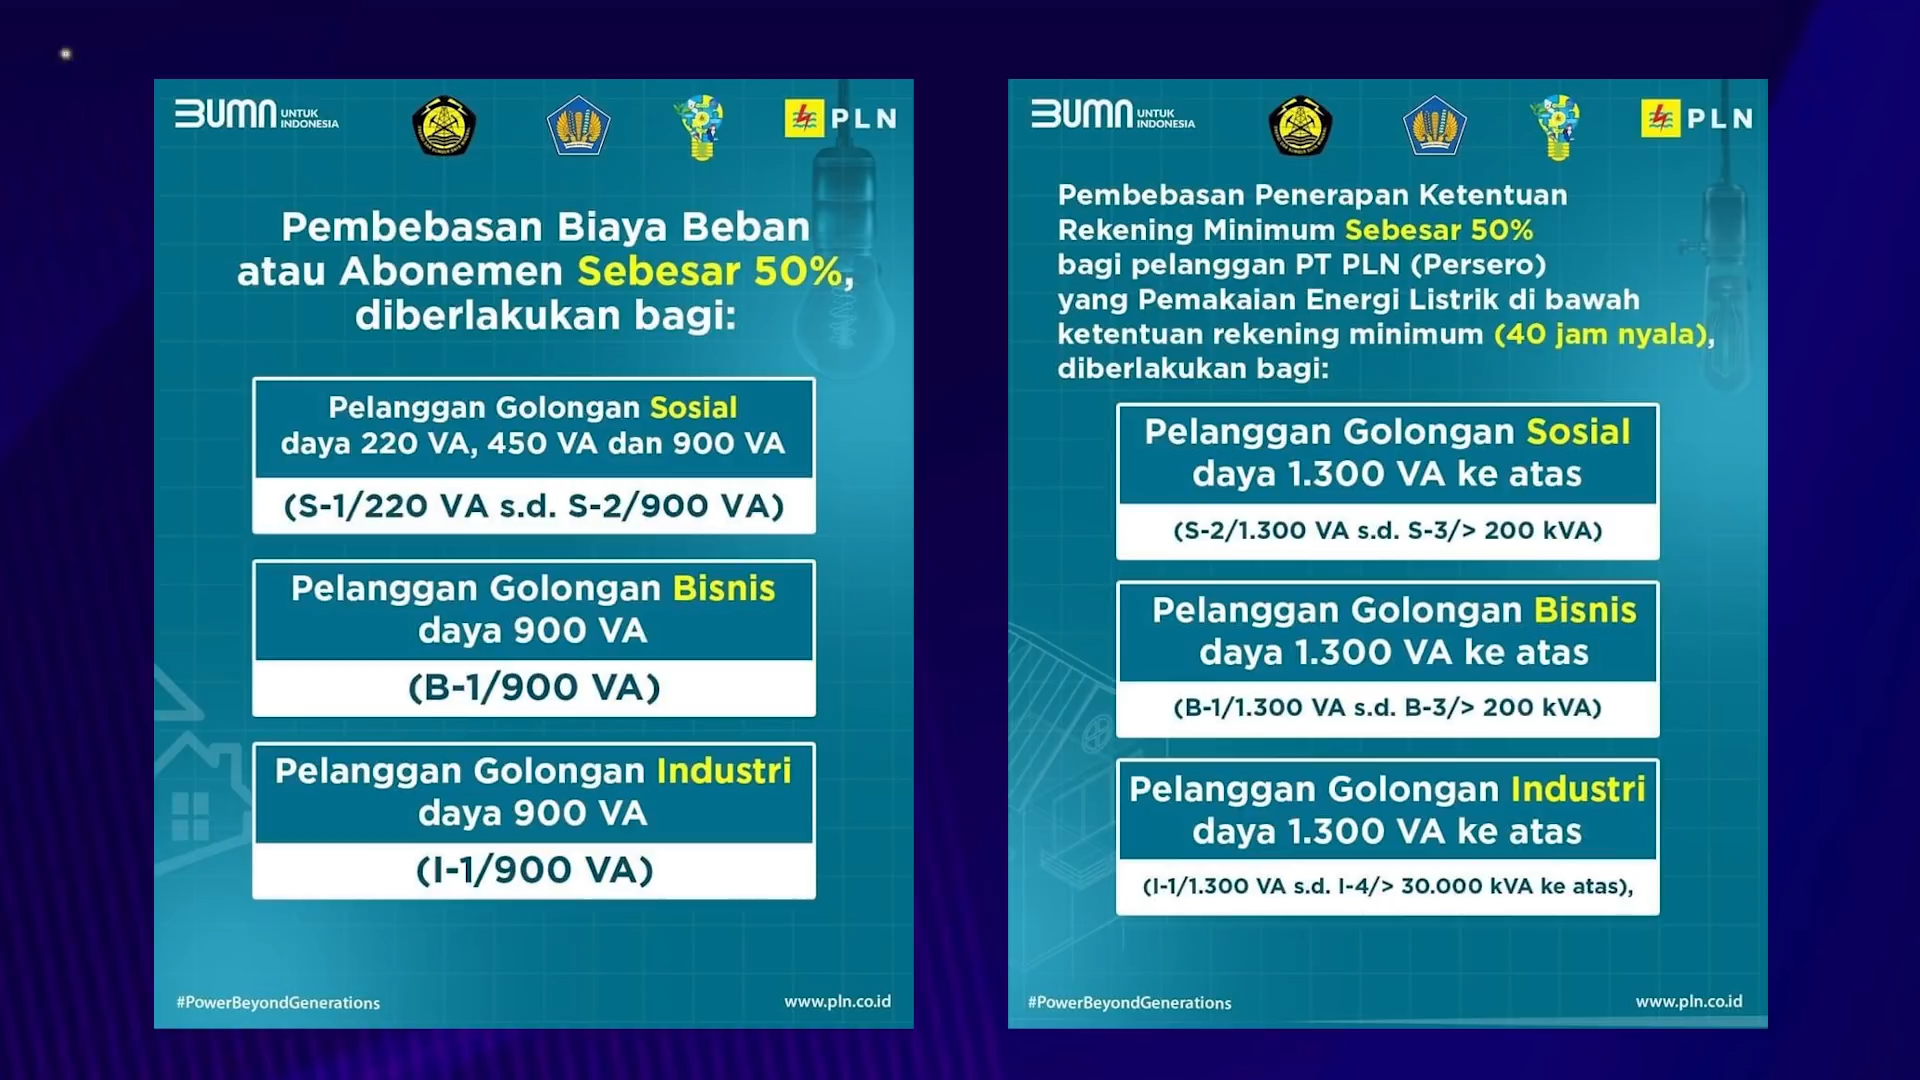 BUMN UNTUK
INDONESIA
PLN
Pembebasan Biaya Beban
atau Abonemen Sebesar 50%,
diberlakukan bagi:
Pelanggan Golongan Sosial
daya 220 VA, 450 VA dan 900 VA
(S-1/220 VA s.d. S-2/900 VA)
Pelanggan Golongan Bisnis
daya 900 VA
(B-1/900 VA)
Pelanggan Golongan Industri
daya 900 VA
(I-1/900 VA)
#PowerBeyondGenerations
www.pln.co.id
BUMN UNTUK
INDONESIA
PLN
Pembebasan Penerapan Ketentuan
Rekening Minimum Sebesar 50%
bagi pelanggan PT PLN (Persero)
yang Pemakaian Energi Listrik di bawah
ketentuan rekening minimum (40 jam nyala),
diberlakukan bagi:
Pelanggan Golongan Sosial
daya 1.300 VA ke atas
(S-2/1.300 VA s.d. S-3/> 200 kVA)
Pelanggan Golongan Bisnis
daya 1.300 VA ke atas
(B-1/1.300 VA s.d. B-3/> 200 kVA)
Pelanggan Golongan Industri
daya 1.300 VA ke atas
(I-1/1.300 VA s.d. I-4/> 30.000 kVA ke atas),
#PowerBeyondGenerations
www.pln.co.id